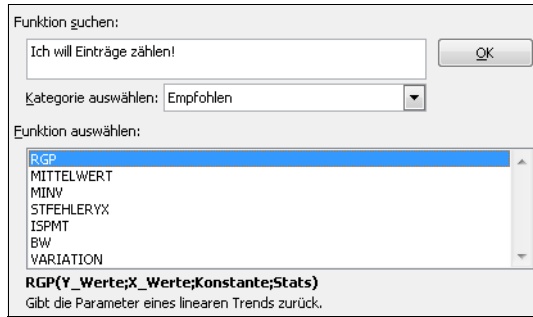 Funktion suchen:
Ich will Einträge zählen!
OK
Kategorie auswählen: Empfohlen
Funktion auswählen:
RGP
MITTELWERT
MINV
STFEHLERYX
ISPMT
BW
VARIATION
RGP(Y_Werte;X_Werte;Konstante;Stats)
Gibt die Parameter eines linearen Trends zurück.